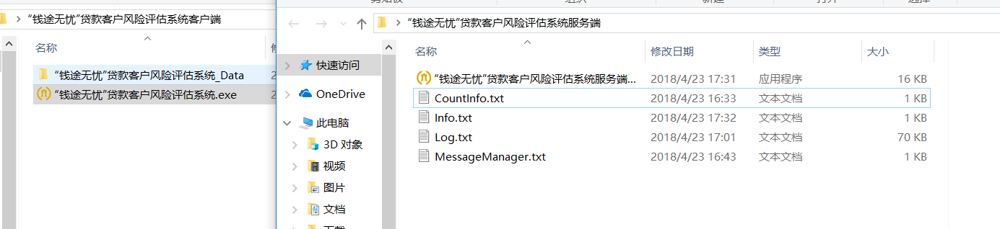 “钱途无忧”贷款客户风险评估系统客户端
名称
“钱途无忧”贷款客户风险评估系统_Data
“钱途无忧”贷款客户风险评估系统.exe
“钱途无忧”贷款客户风险评估系统服务端
快速访问
OneDrive
此电脑
3D 对象
视频
图片
文档
名称 修改日期 类型 大小
“钱途无忧”贷款客户风险评估系统服务端... 2018/4/23 17:31 应用程序 16 KB
CountInfo.txt 2018/4/23 16:33 文本文档 1 KB
Info.txt 2018/4/23 17:32 文本文档 1 KB
Log.txt 2018/4/23 17:01 文本文档 70 KB
MessageManager.txt 2018/4/23 16:43 文本文档 1 KB